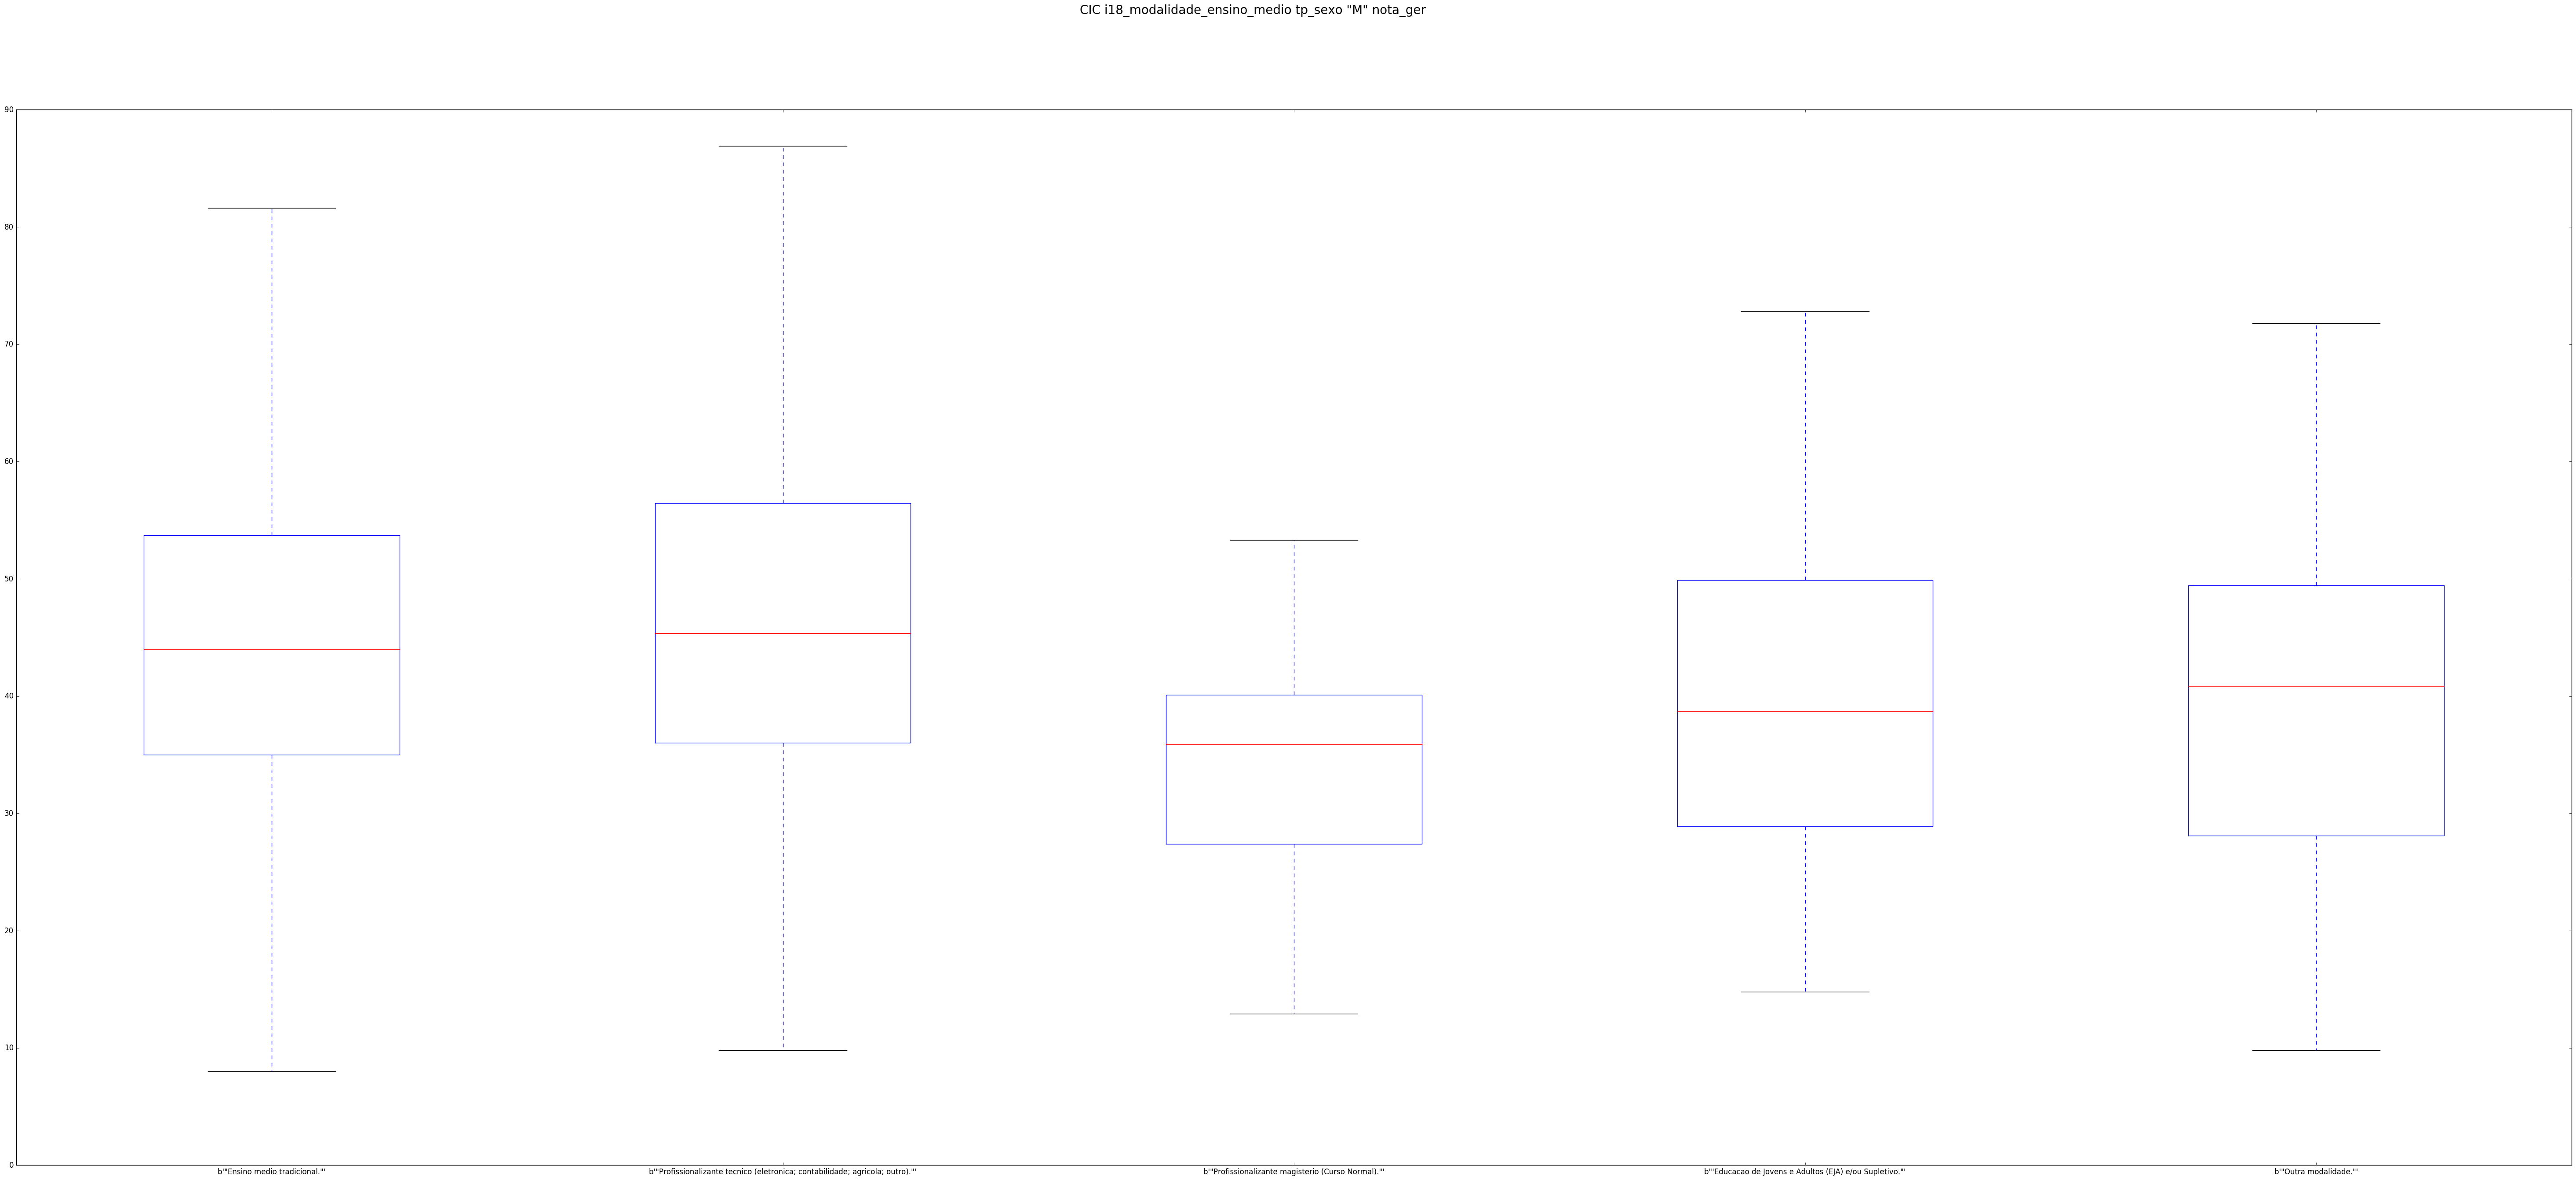 CIC i18_modalidade_ensino_medio tp_sexo "M" nota_ger
90
80
70
60
50
40
30
20
10
0
b'"Ensino medio tradicional."'
b'"Profissionalizante tecnico (eletronica; contabilidade; agricola; outro)."'
b'"Profissionalizante magisterio (Curso Normal)."'
b'"Educacao de Jovens e Adultos (EJA) e/ou Supletivo."'
b'"Outra modalidade."'